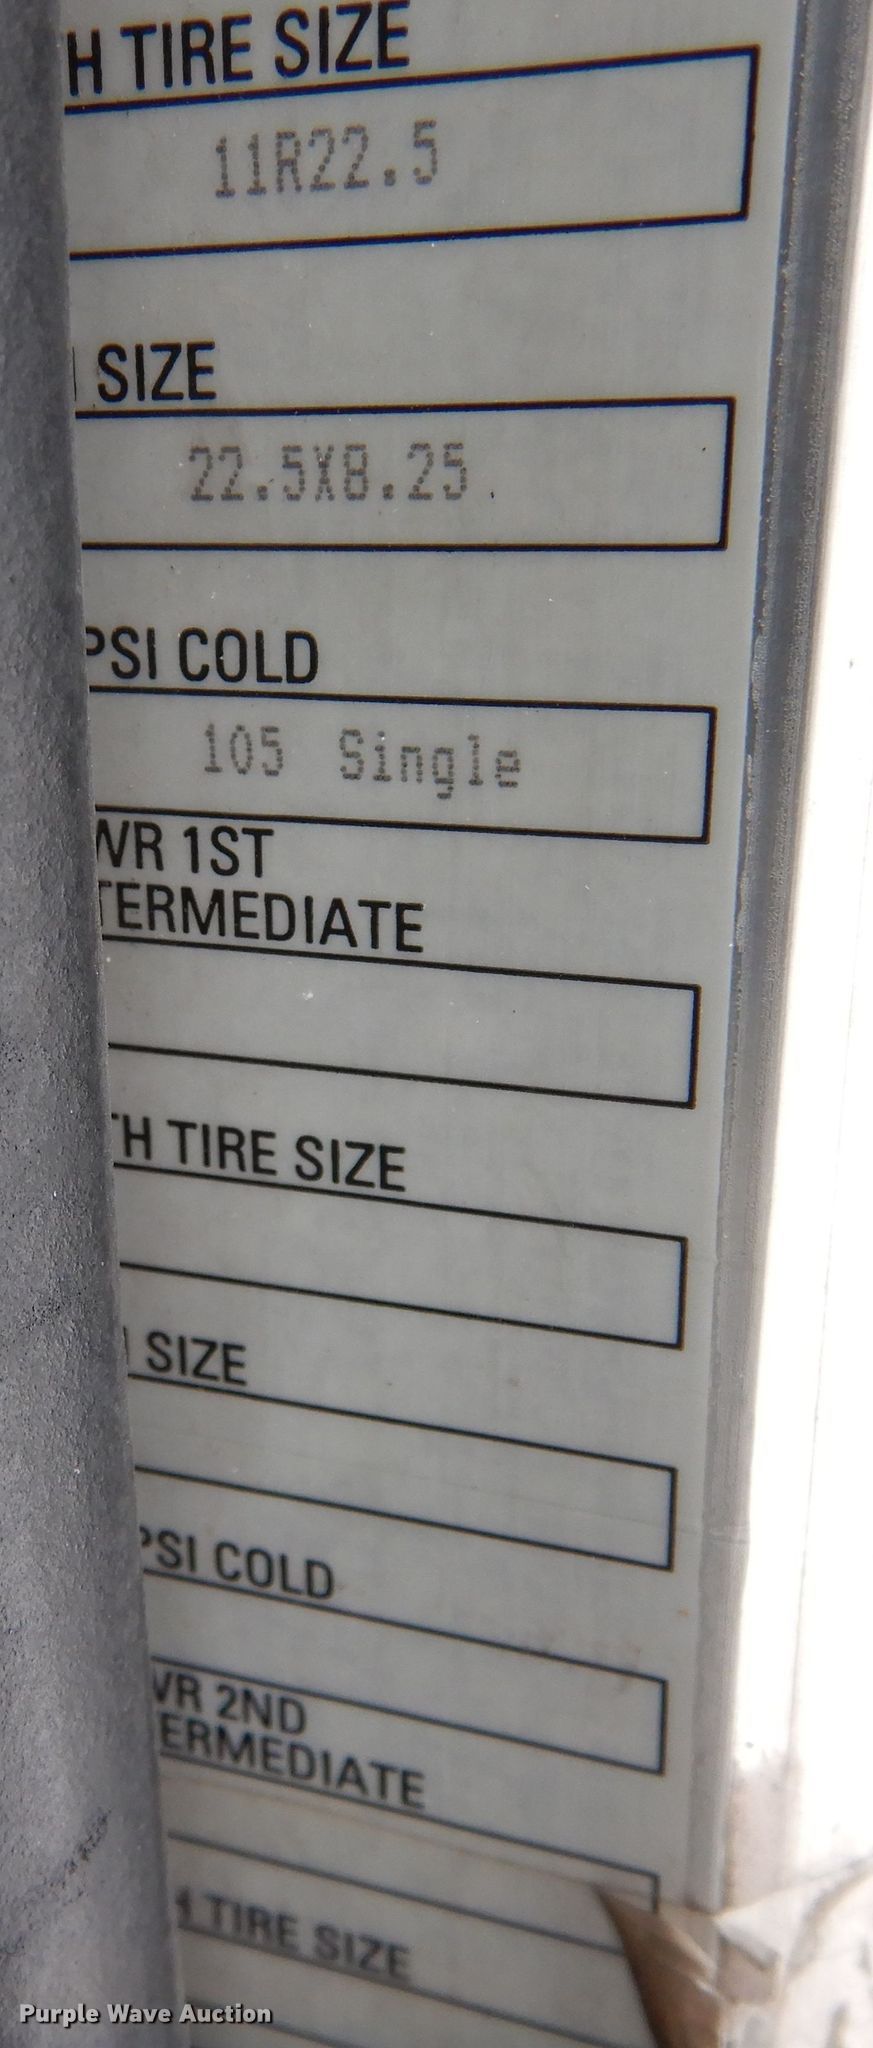 H TIRE SIZE
11R22.5
SIZE
22.5X8.25
PSI COLD
105 Single
WR 1ST
TERMEDIATE
TH TIRE SIZE
SIZE
PSI COLD
WR 2ND
ERMEDIATE
H TIRE SIZE
Purple Wave Auction